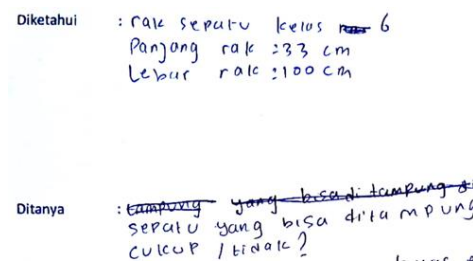 Diketahui : rak sepatu kelas 6
Panjang rak : 33 cm
Lebar rak : 100 cm
Ditanya : tampung yang bisa di tampung
sepatu yang bisa ditampung
cukup / tidak ?